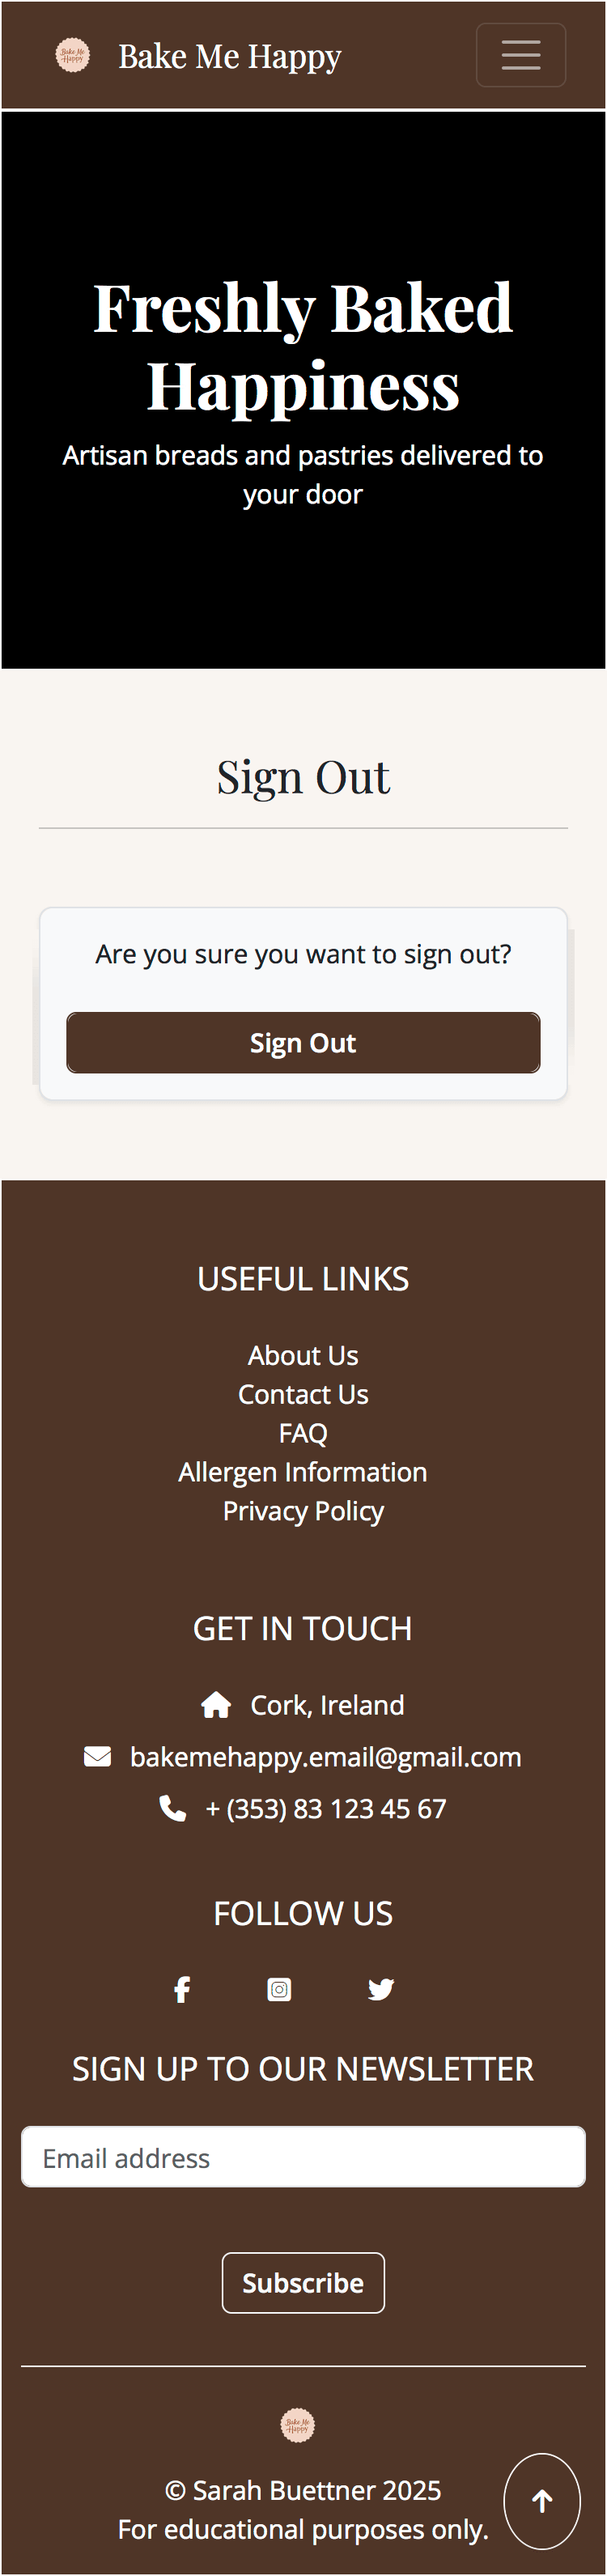 Bake Me Happy
Bake Me Happy
Freshly Baked
Happiness
Artisan breads and pastries delivered to
your door
Sign Out
Are you sure you want to sign out?
Sign Out
USEFUL LINKS
About Us
Contact Us
FAQ
Allergen Information
Privacy Policy
GET IN TOUCH
Cork, Ireland
bakemehappy.email@gmail.com
+ (353) 83 123 45 67
FOLLOW US
SIGN UP TO OUR NEWSLETTER
Email address
Subscribe
Bake Me
Happy
© Sarah Buettner 2025
For educational purposes only.